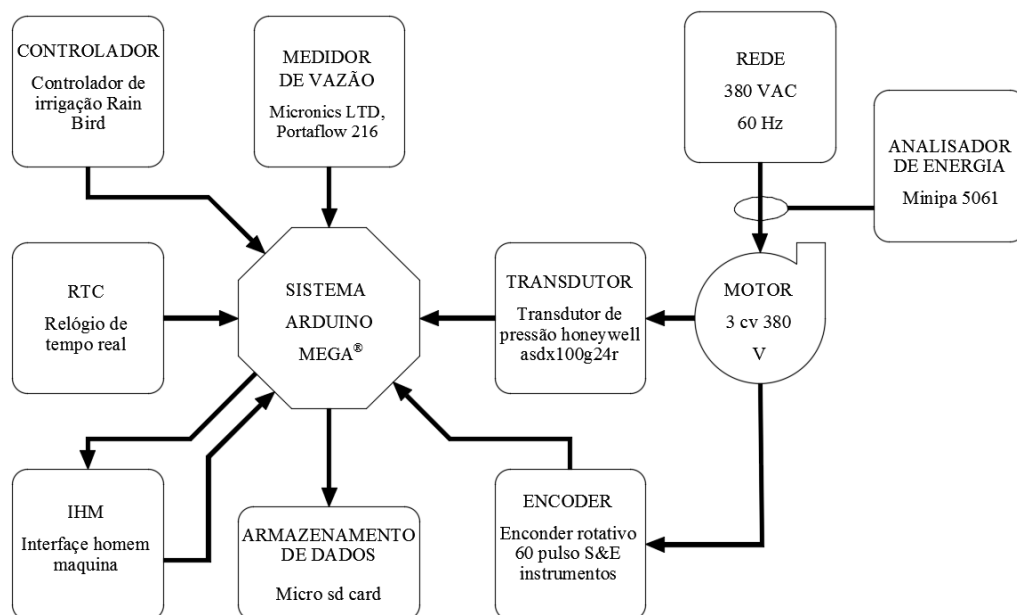 CONTROLADOR
Controlador de
irrigação Rain
Bird
MEDIDOR
DE VAZÃO
Micronics LTD,
Portaflow 216
REDE
380 VAC
60 Hz
ANALISADOR
DE ENERGIA
Minipa 5061
RTC
Relógio de
tempo real
SISTEMA
ARDUINO
MEGA®
TRANSDUTOR
Transdutor de
pressão honeywell
asdx100g24r
MOTOR
3 cv 380
V
IHM
Interfaçe homem
maquina
ARMAZENAMENTO
DE DADOS
Micro sd card
ENCODER
Enconder rotativo
60 pulso S&E
instrumentos